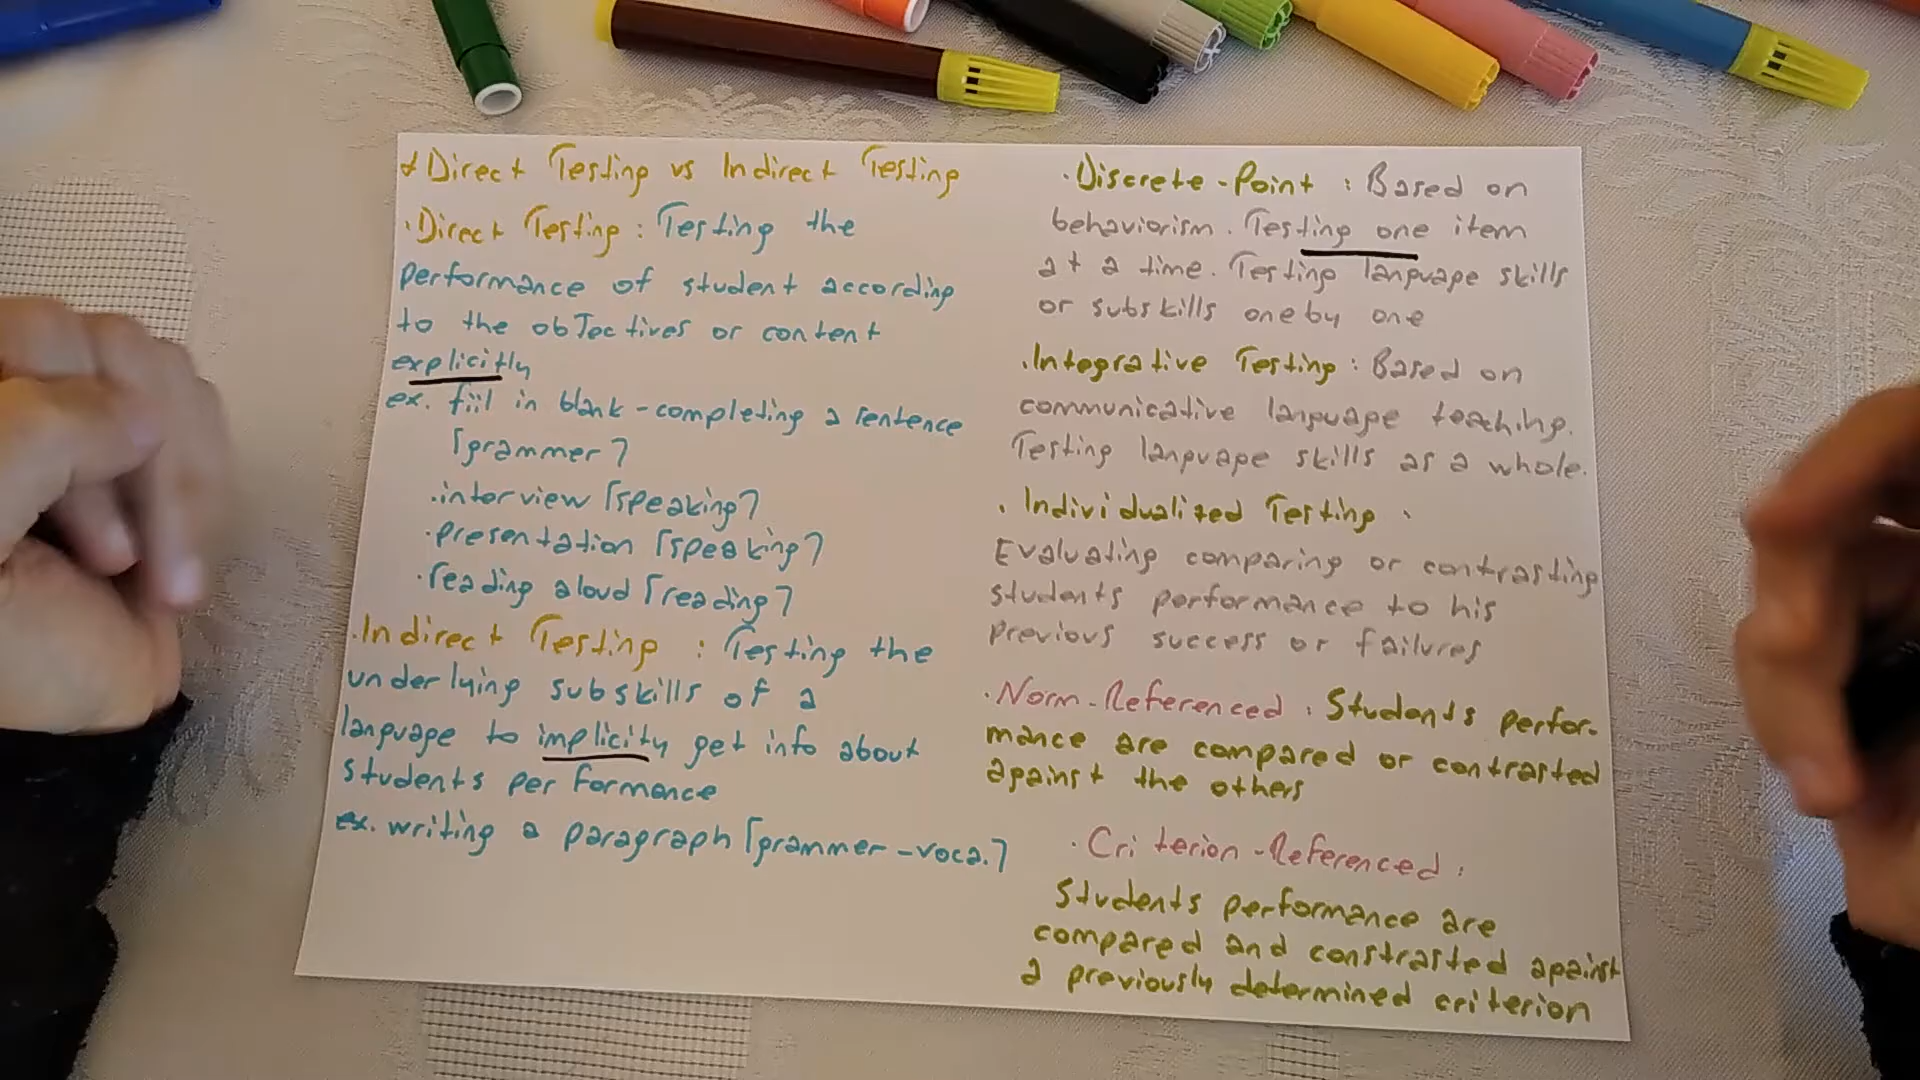 * Direct Testing vs Indirect Testing
· Direct Testing : Testing the
performance of student according
to the objectives or content
explicitly
ex. fiil in blank - completing a sentence
[grammer]
· interview [speaking]
· presentation [speaking]
· reading aloud [reading]
· Indirect Testing : Testing the
underlying subskills of a
language to implicity get info about
students performance
ex. writing a paragraph [grammer - voca.]
· Discrete - Point : Based on
behaviorism. Testing one item
at a time. Testing language skills
or subskills one by one
· Integrative Testing : Based on
communicative language teaching.
Testing language skills as a whole.
· Individualized Testing ·
Evaluating comparing or contrasting
students performance to his
previous success or failures
· Norm - Referenced : Students perfor-
mance are compared or contrasted
against the others
· Criterion - Referenced :
Students performance are
compared and constrasted against
a previously determined criterion